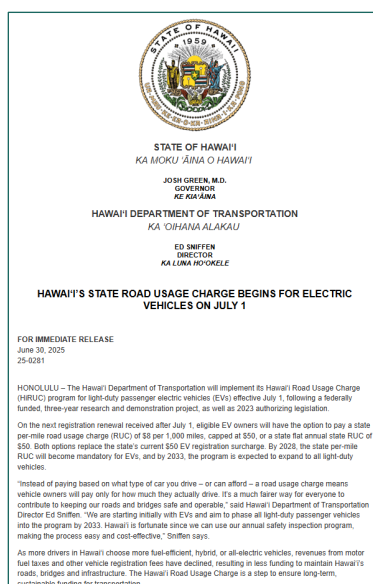 STATE OF HAWAII
1959
STATE OF HAWAIʻI
KA MOKU ʻĀINA O HAWAIʻI
JOSH GREEN, M.D.
GOVERNOR
KE KIAʻĀINA
HAWAIʻI DEPARTMENT OF TRANSPORTATION
KA ʻOIHANA ALAKAU
ED SNIFFEN
DIRECTOR
KA LUNA HOʻOKELE
HAWAIʻI’S STATE ROAD USAGE CHARGE BEGINS FOR ELECTRIC
VEHICLES ON JULY 1
FOR IMMEDIATE RELEASE
June 30, 2025
25-0281
HONOLULU – The Hawaiʻi Department of Transportation will implement its Hawaiʻi Road Usage Charge
(HiRUC) program for light-duty passenger electric vehicles (EVs) effective July 1, following a federally
funded, three-year research and demonstration project, as well as 2023 authorizing legislation.
On the next registration renewal received after July 1, eligible EV owners will have the option to pay a state
per-mile road usage charge (RUC) of $8 per 1,000 miles, capped at $50, or a state flat annual state RUC of
$50. Both options replace the state’s current $50 EV registration surcharge. By 2028, the state per-mile
RUC will become mandatory for EVs, and by 2033, the program is expected to expand to all light-duty
vehicles.
“Instead of paying based on what type of car you drive – or can afford – a road usage charge means
vehicle owners will pay only for how much they actually drive. It’s a much fairer way for everyone to
contribute to keeping our roads and bridges safe and operable,” said Hawaiʻi Department of Transportation
Director Ed Sniffen. “We are starting initially with EVs and aim to phase all light-duty passenger vehicles
into the program by 2033. Hawaiʻi is fortunate since we can use our annual safety inspection program,
making the process easy and cost-effective,” Sniffen says.
As more drivers in Hawaiʻi choose more fuel-efficient, hybrid, or all-electric vehicles, revenues from motor
fuel taxes and other vehicle registration fees have declined, resulting in less funding to maintain Hawaiʻi’s
roads, bridges and infrastructure. The Hawaiʻi Road Usage Charge is a step to ensure long-term,
sustainable funding for transportation